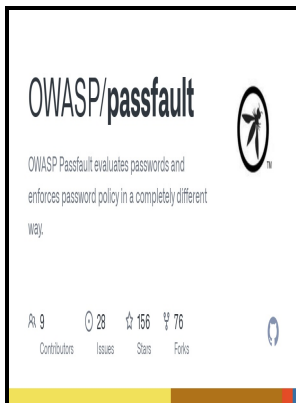 OWASP/passfault
OWASP Passfault evaluates passwords and
enforces password policy in a completely different
way.
9 28 156 76
Contributors Issues Stars Forks
TM